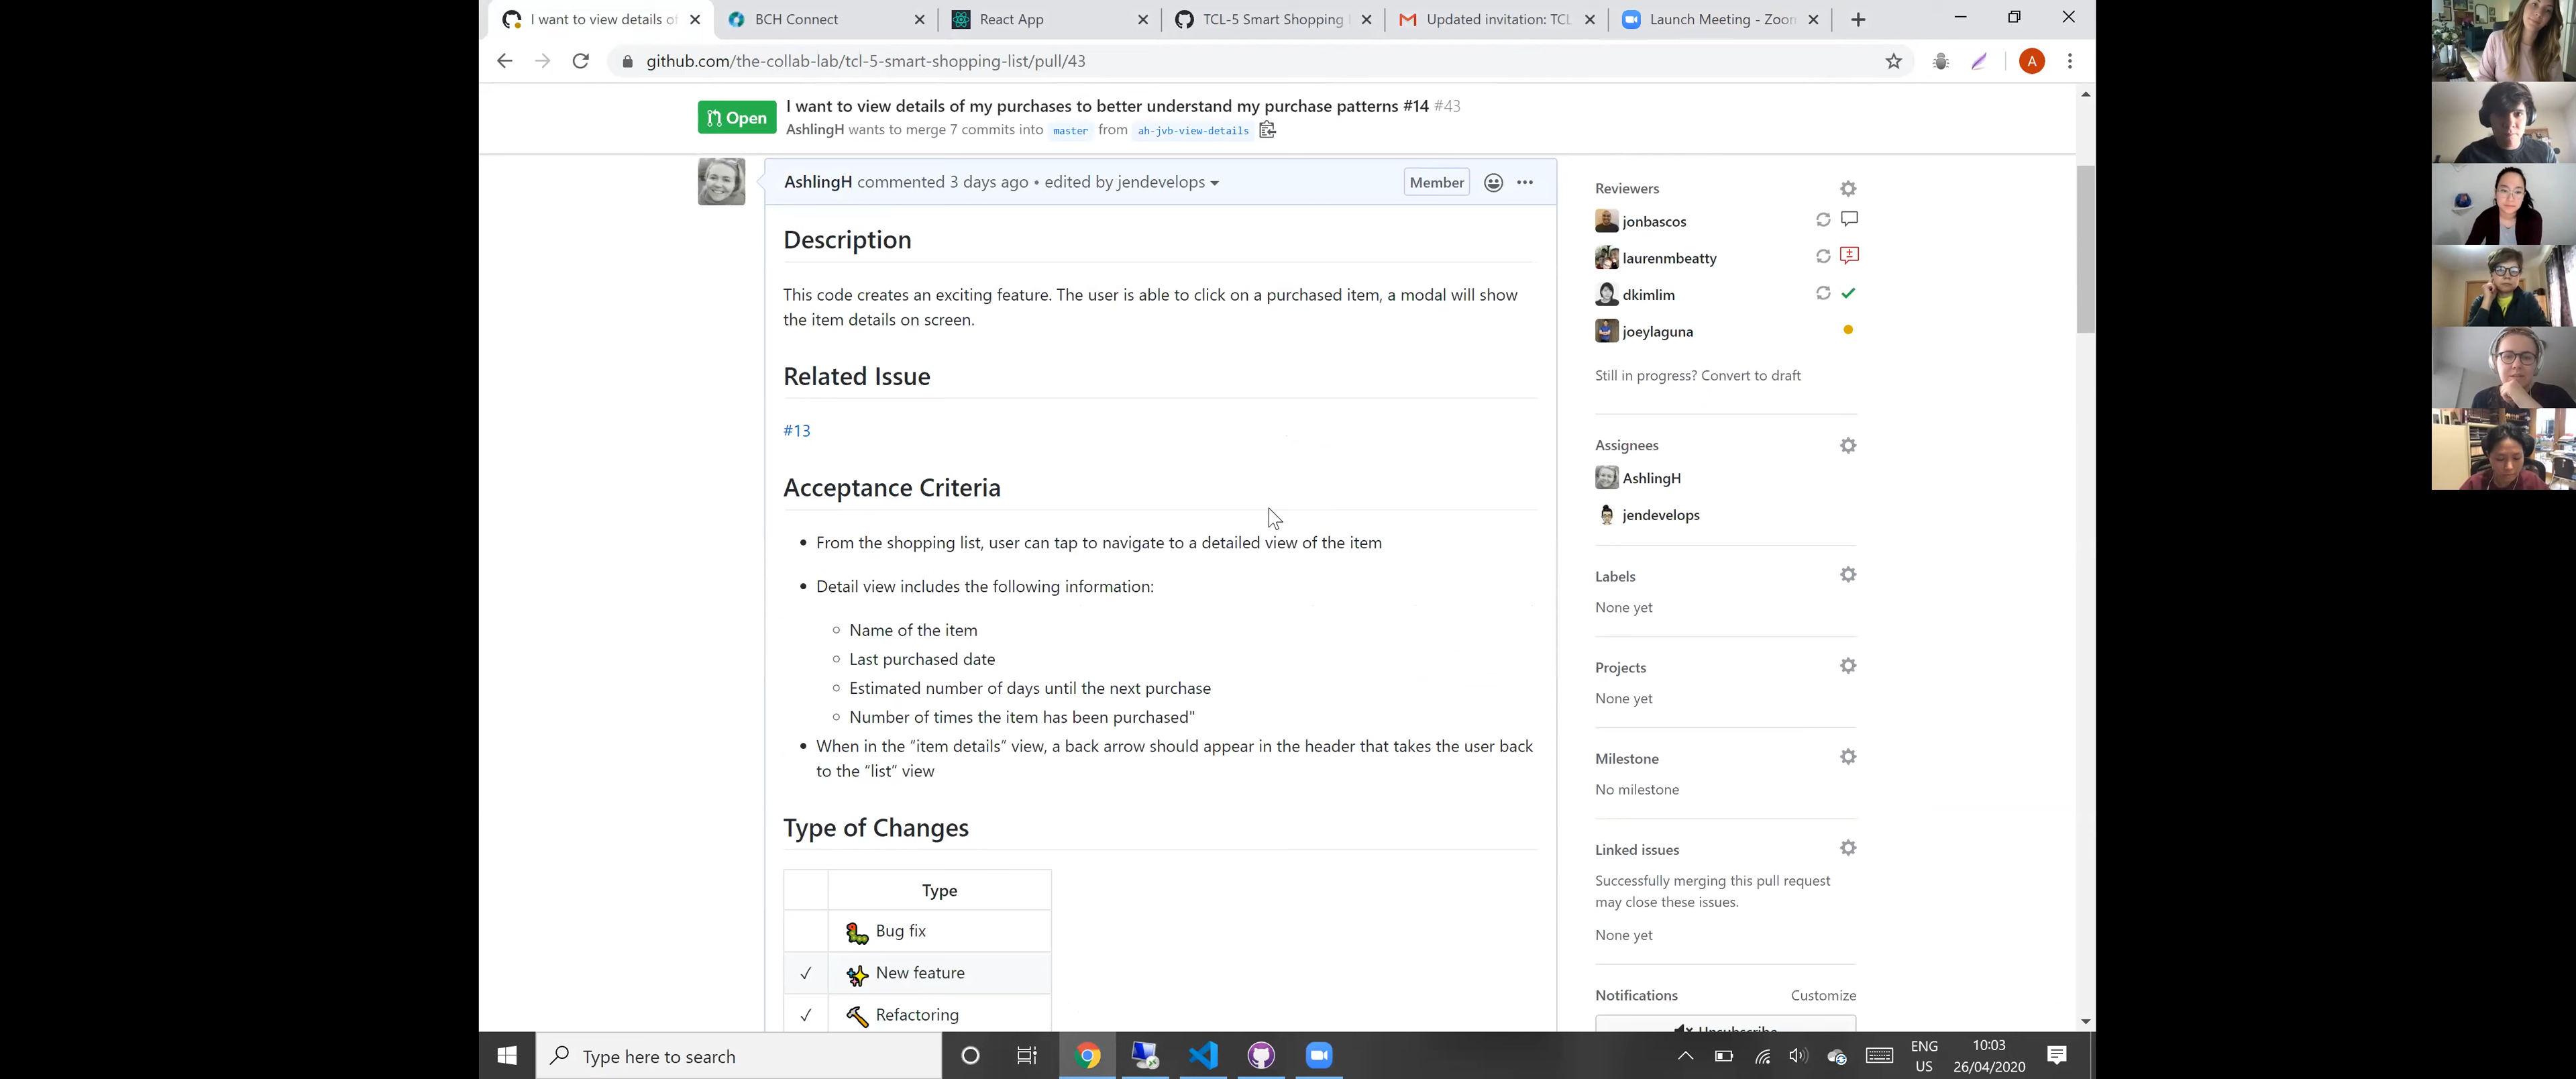 I want to view details of
BCH Connect
React App
TCL-5 Smart Shopping
Updated invitation: TCL
Launch Meeting - Zoom
github.com/the-collab-lab/tcl-5-smart-shopping-list/pull/43
A
Open
I want to view details of my purchases to better understand my purchase patterns #14 #43
AshlingH wants to merge 7 commits into master from ah-jvb-view-details
AshlingH commented 3 days ago • edited by jendevelops
Member
Description
This code creates an exciting feature. The user is able to click on a purchased item, a modal will show
the item details on screen.
Related Issue
#13
Acceptance Criteria
• From the shopping list, user can tap to navigate to a detailed view of the item
• Detail view includes the following information:
○ Name of the item
○ Last purchased date
○ Estimated number of days until the next purchase
○ Number of times the item has been purchased"
• When in the “item details” view, a back arrow should appear in the header that takes the user back
to the “list” view
Type of Changes
Type
Bug fix
✓ New feature
✓ Refactoring
Reviewers
jonbascos
laurenmbeatty
dkimlim
joeylaguna
Still in progress? Convert to draft
Assignees
AshlingH
jendevelops
Labels
None yet
Projects
None yet
Milestone
No milestone
Linked issues
Successfully merging this pull request
may close these issues.
None yet
Notifications
Customize
Unsubscribe
Type here to search
ENG
US
10:03
26/04/2020